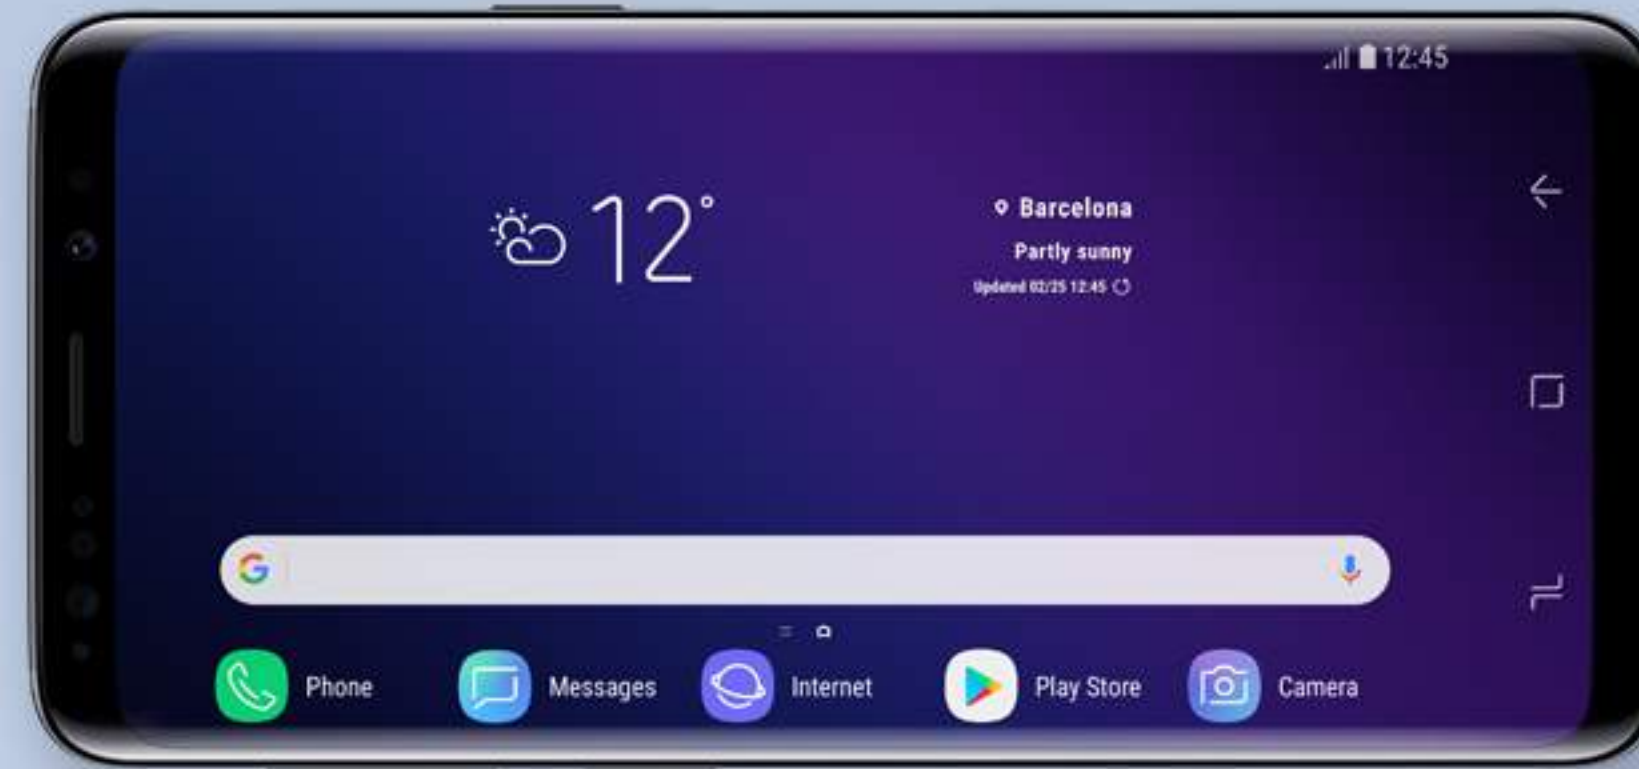 12:45
12°
Barcelona
Partly sunny
Updated 02/25 12:45
G
Phone
Messages
Internet
Play Store
Camera